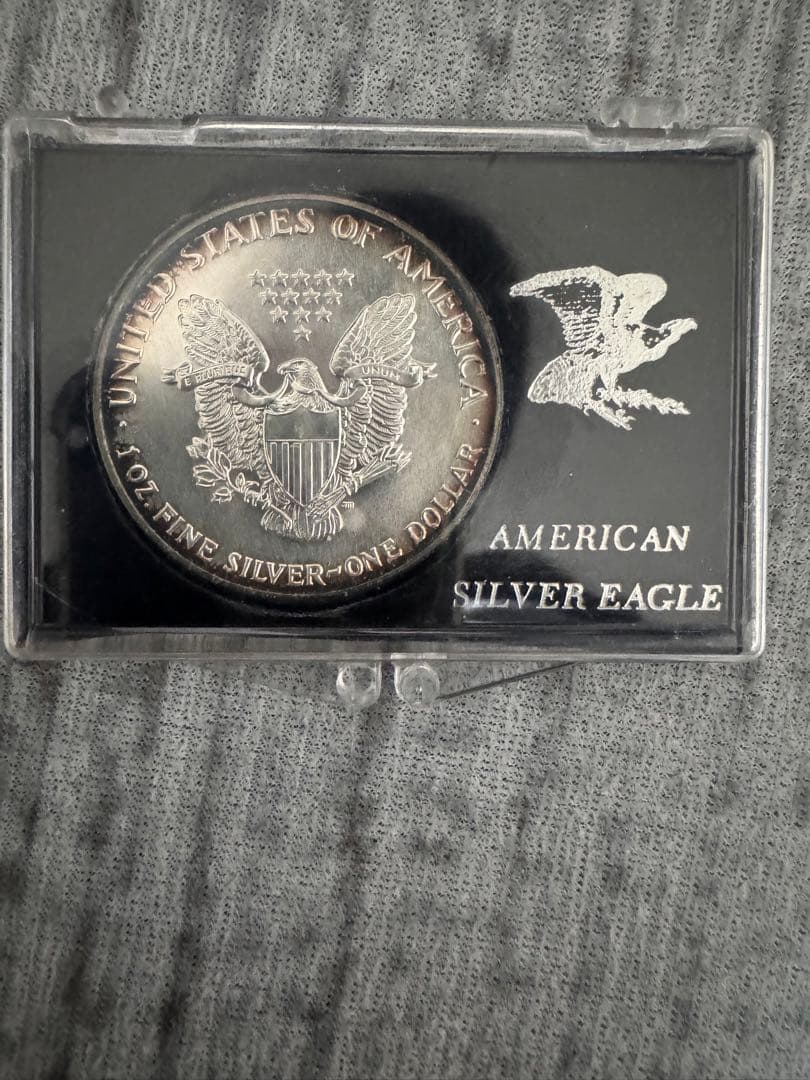 UNITED STATES OF AMERICA
E PLURIBUS UNUM
1 OZ. FINE SILVER~ONE DOLLAR
AMERICAN
SILVER EAGLE